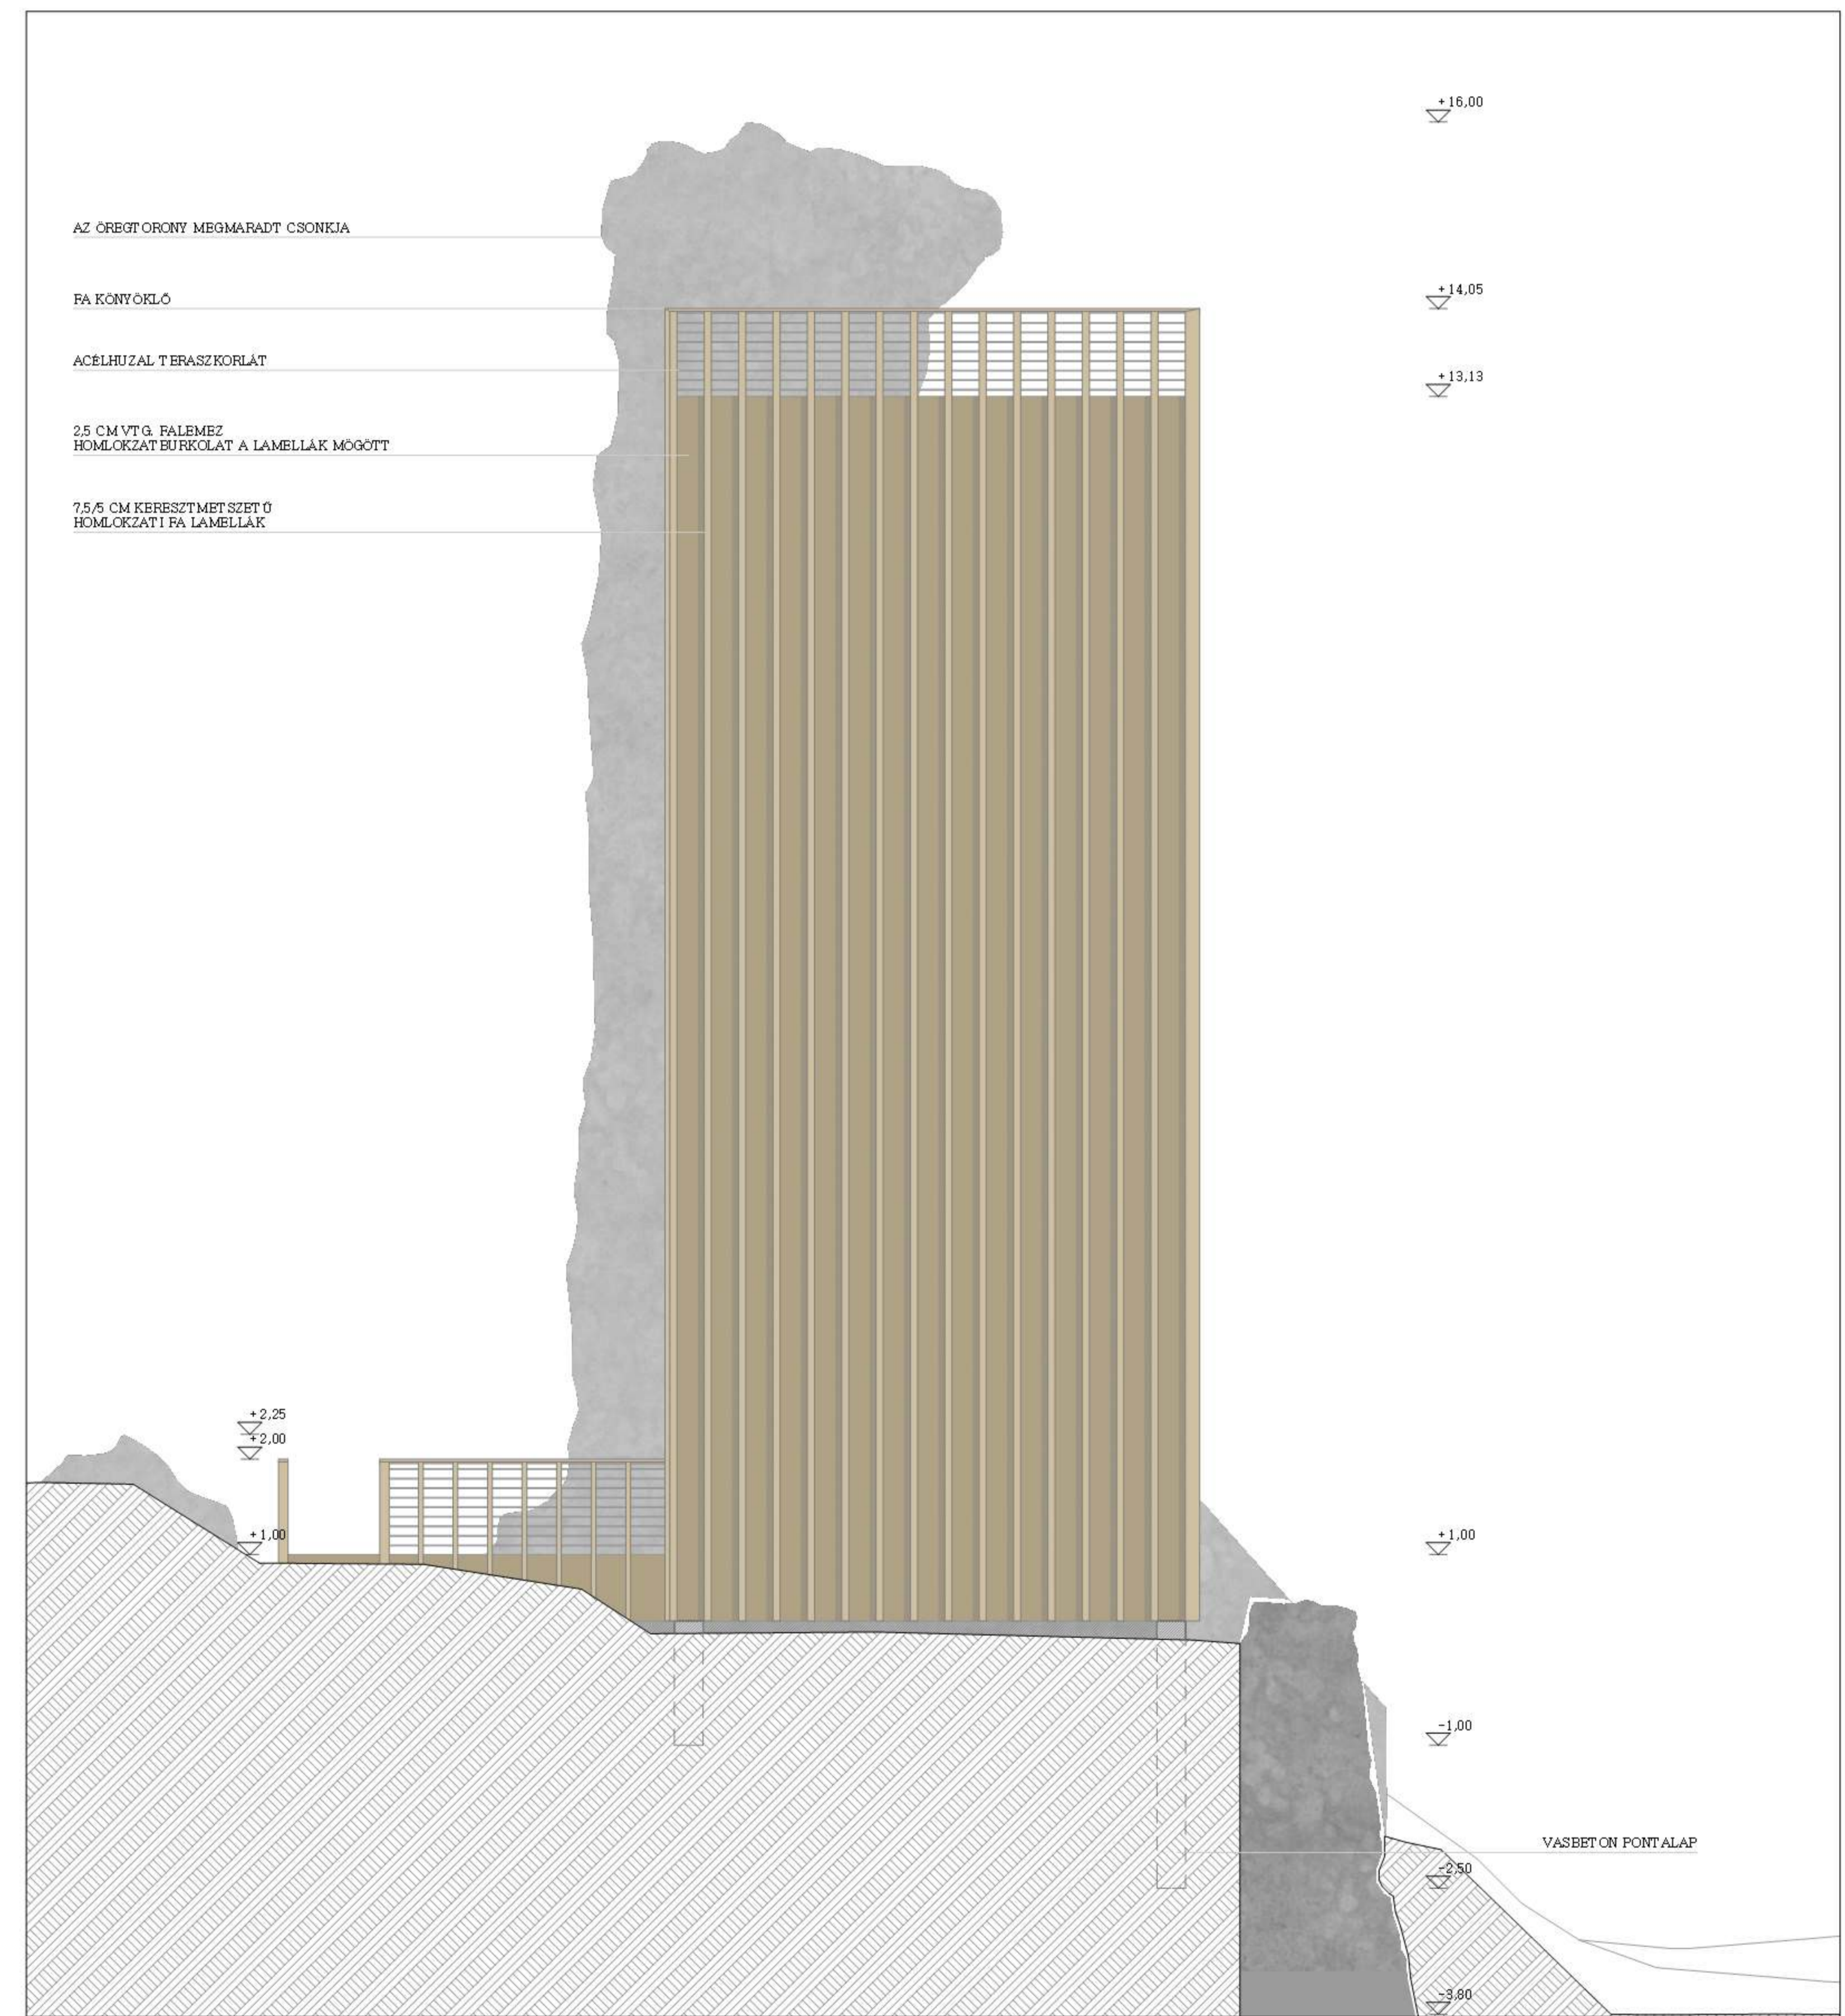 +16,00
AZ ÖREGTORONY MEGMARADT CSONKJA
FA KÖNYÖKLŐ
+14,05
ACÉLHUZAL TERASZKORLÁT
+13,13
2,5 CM VTG. FALEMEZ
HOMLOKZATBURKOLAT A LAMELLÁK MÖGÖTT
7,5/5 CM KERESZTMETSZETŰ
HOMLOKZATI FA LAMELLÁK
+2,25
+2,00
+1,00
+1,00
-1,00
VASBETON PONTALAP
-2,50
-3,80